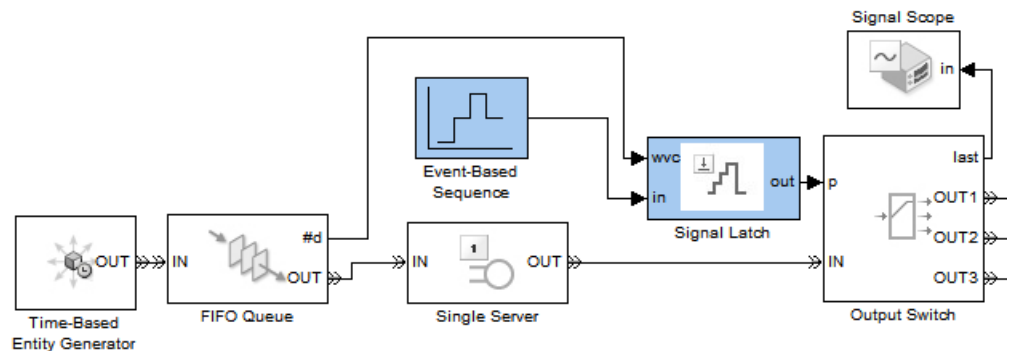 Signal Scope
in
Event-Based
Sequence
wvc
in
out
Signal Latch
last
p
OUT1
OUT2
OUT3
IN
Output Switch
OUT
Time-Based
Entity Generator
IN
#d
OUT
FIFO Queue
IN
1
OUT
Single Server